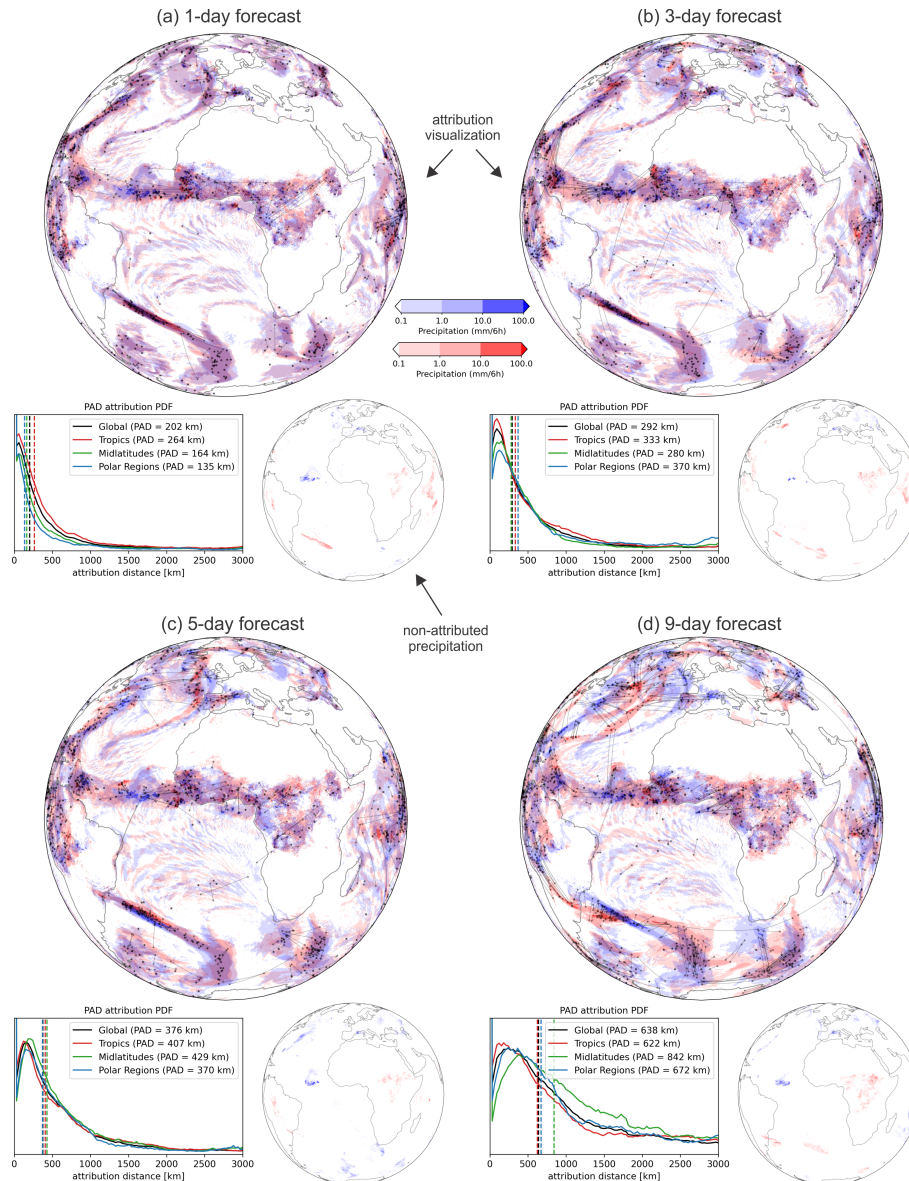 (a) 1-day forecast
(b) 3-day forecast
attribution
visualization
0.1 1.0 10.0 100.0
Precipitation (mm/6h)
0.1 1.0 10.0 100.0
Precipitation (mm/6h)
PAD attribution PDF
Global (PAD = 202 km)
Tropics (PAD = 264 km)
Midlatitudes (PAD = 164 km)
Polar Regions (PAD = 135 km)
0 500 1000 1500 2000 2500 3000
attribution distance [km]
PAD attribution PDF
Global (PAD = 292 km)
Tropics (PAD = 333 km)
Midlatitudes (PAD = 280 km)
Polar Regions (PAD = 370 km)
0 500 1000 1500 2000 2500 3000
attribution distance [km]
non-attributed
precipitation
(c) 5-day forecast
(d) 9-day forecast
PAD attribution PDF
Global (PAD = 376 km)
Tropics (PAD = 407 km)
Midlatitudes (PAD = 429 km)
Polar Regions (PAD = 370 km)
0 500 1000 1500 2000 2500 3000
attribution distance [km]
PAD attribution PDF
Global (PAD = 638 km)
Tropics (PAD = 622 km)
Midlatitudes (PAD = 842 km)
Polar Regions (PAD = 672 km)
0 500 1000 1500 2000 2500 3000
attribution distance [km]